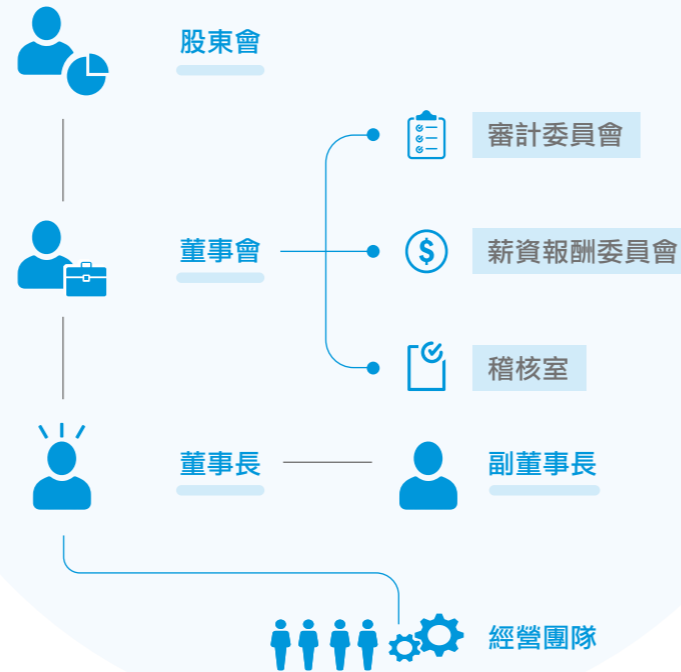 股東會
審計委員會
董事會
薪資報酬委員會
稽核室
董事長
副董事長
經營團隊